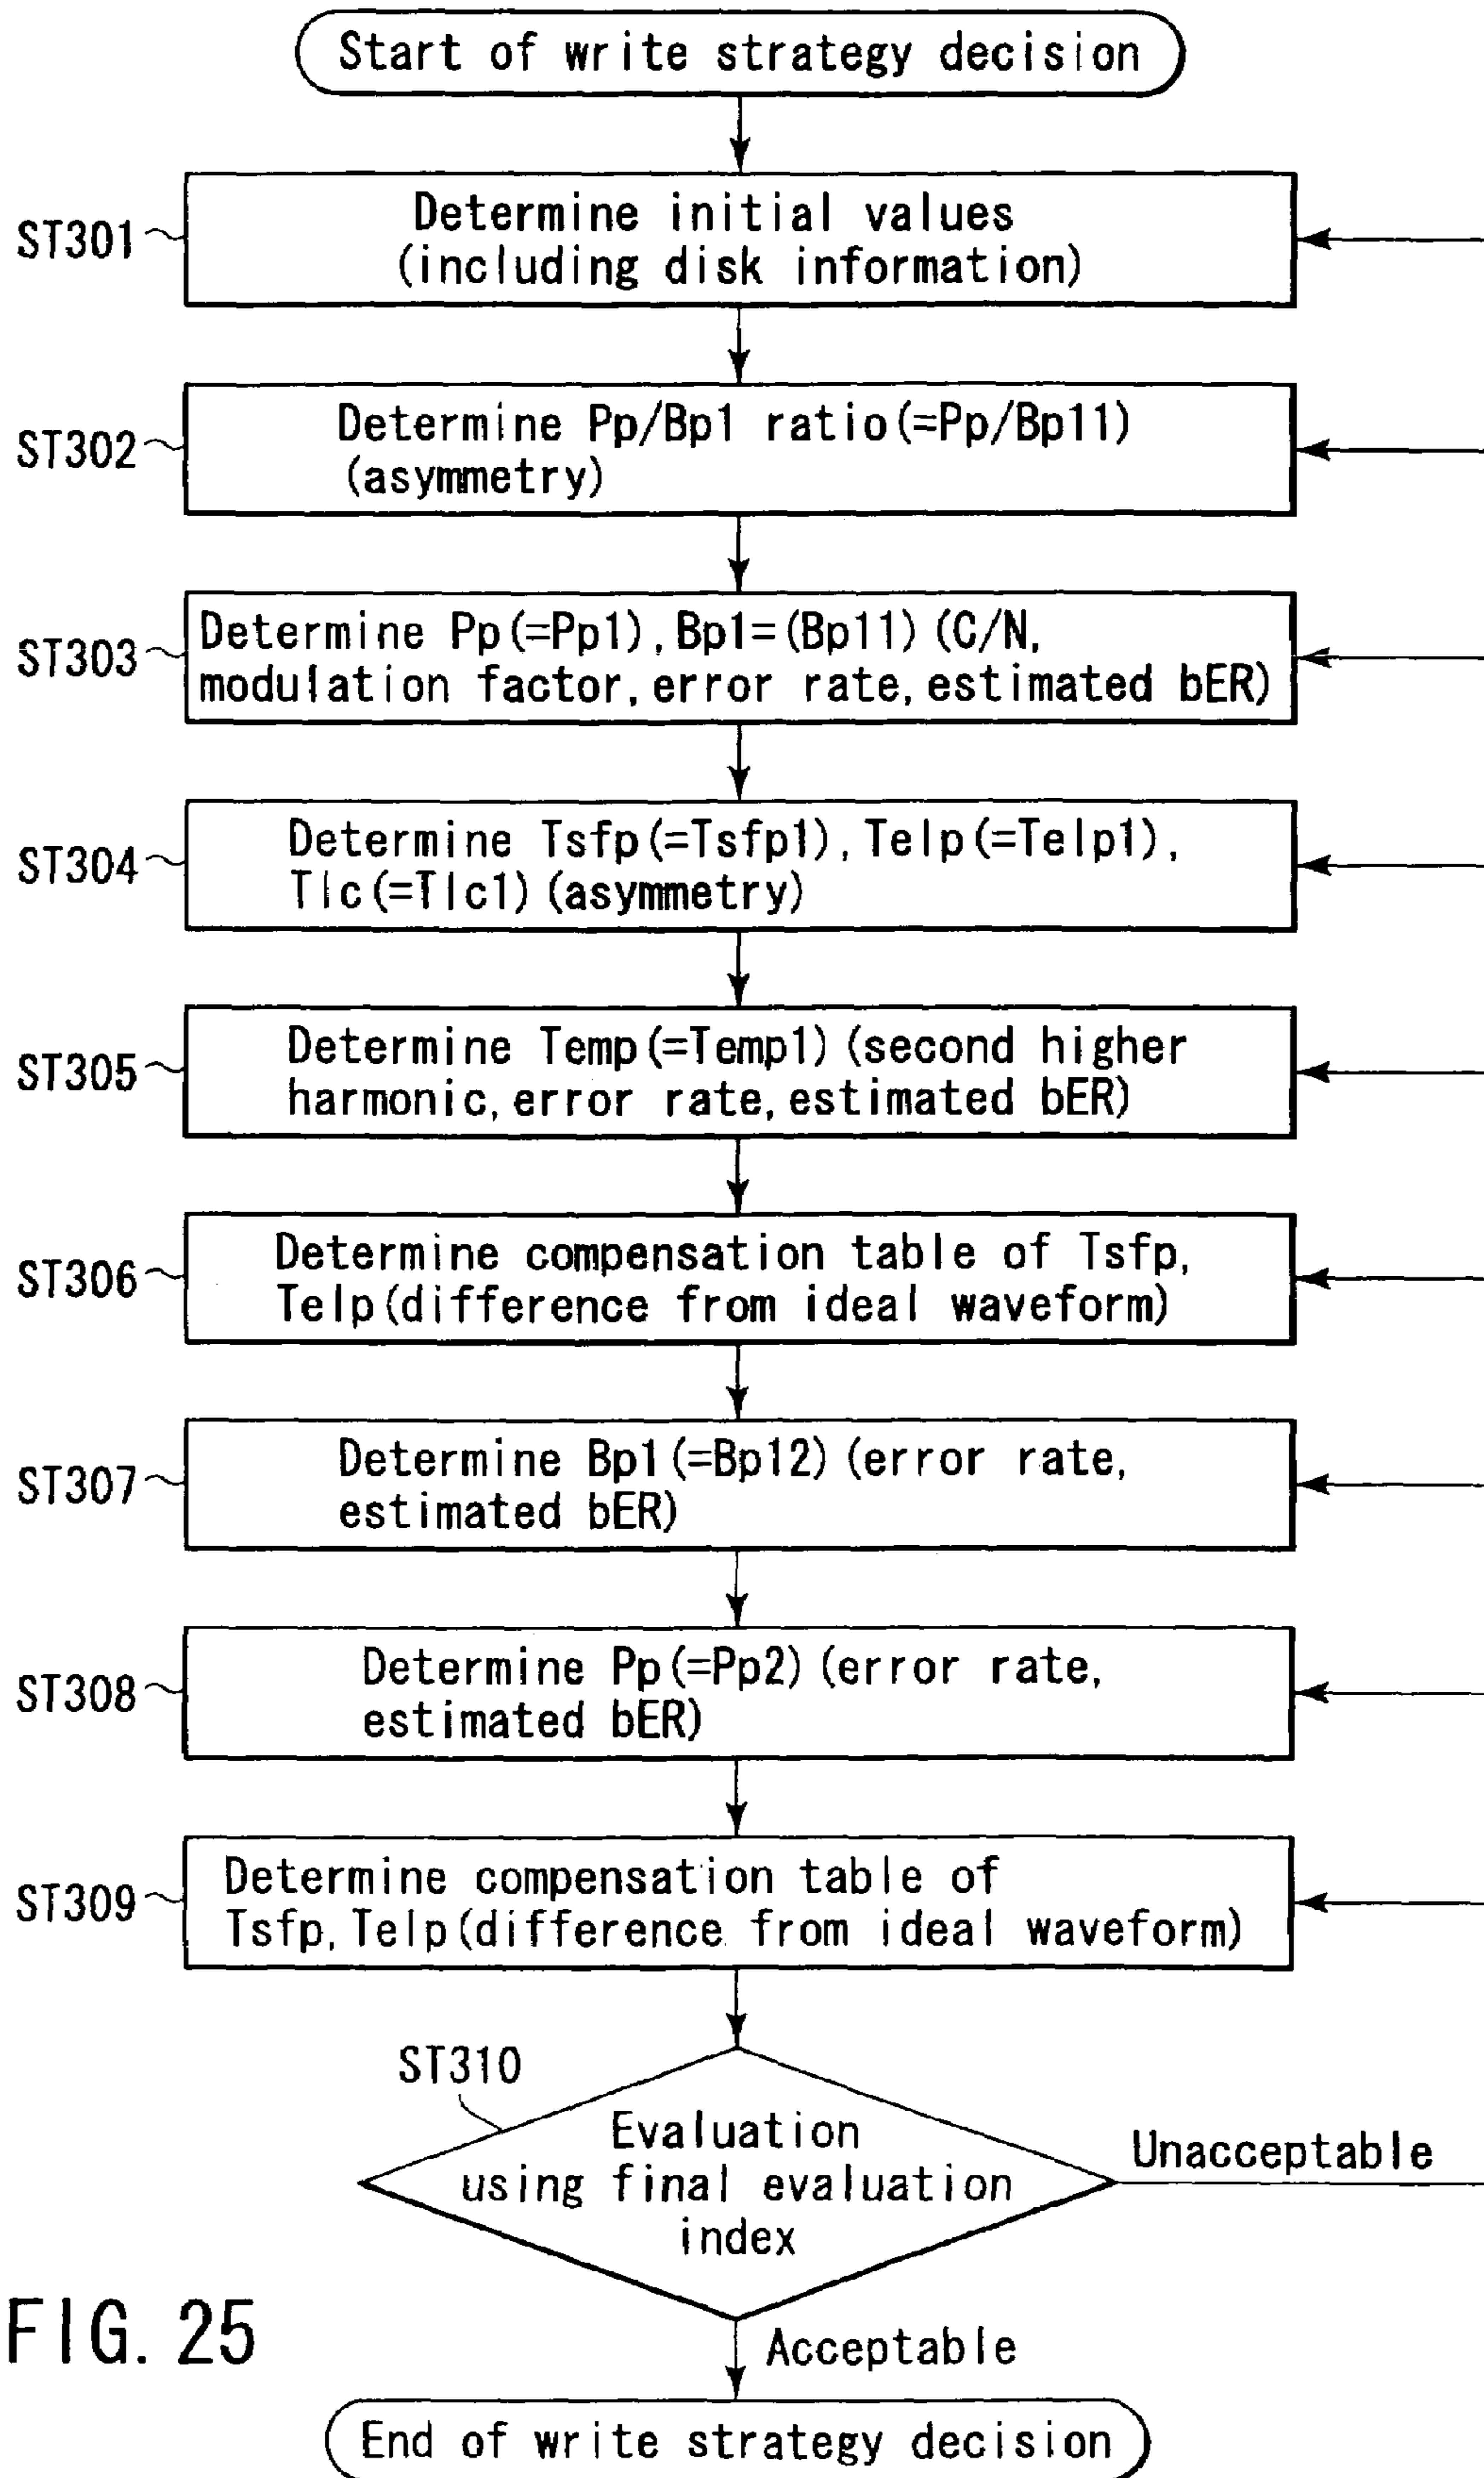 Start of write strategy decision
ST301
Determine initial values
(including disk information)
ST302
Determine Pp/Bp1 ratio(=Pp/Bp11)
(asymmetry)
ST303
Determine Pp(=Pp1), Bp1=(Bp11)(C/N,
modulation factor, error rate, estimated bER)
ST304
Determine Tsfp(=Tsfp1), Telp(=Telp1),
Tlc(=Tlc1)(asymmetry)
ST305
Determine Temp(=Temp1)(second higher
harmonic, error rate, estimated bER)
ST306
Determine compensation table of Tsfp,
Telp(difference from ideal waveform)
ST307
Determine Bp1(=Bp12)(error rate,
estimated bER)
ST308
Determine Pp(=Pp2)(error rate,
estimated bER)
ST309
Determine compensation table of
Tsfp, Telp(difference from ideal waveform)
ST310
Evaluation
using final evaluation
index
Unacceptable
Acceptable
End of write strategy decision
FIG. 25